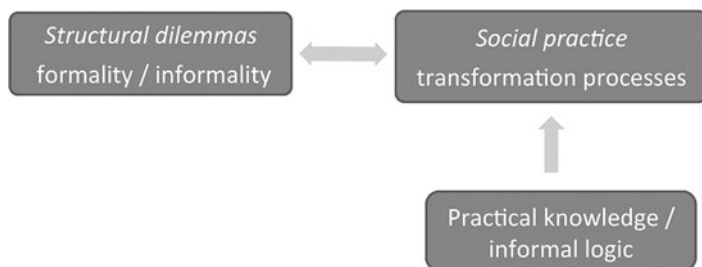 Structural dilemmas
formality / informality
Social practice
transformation processes
Practical knowledge /
informal logic